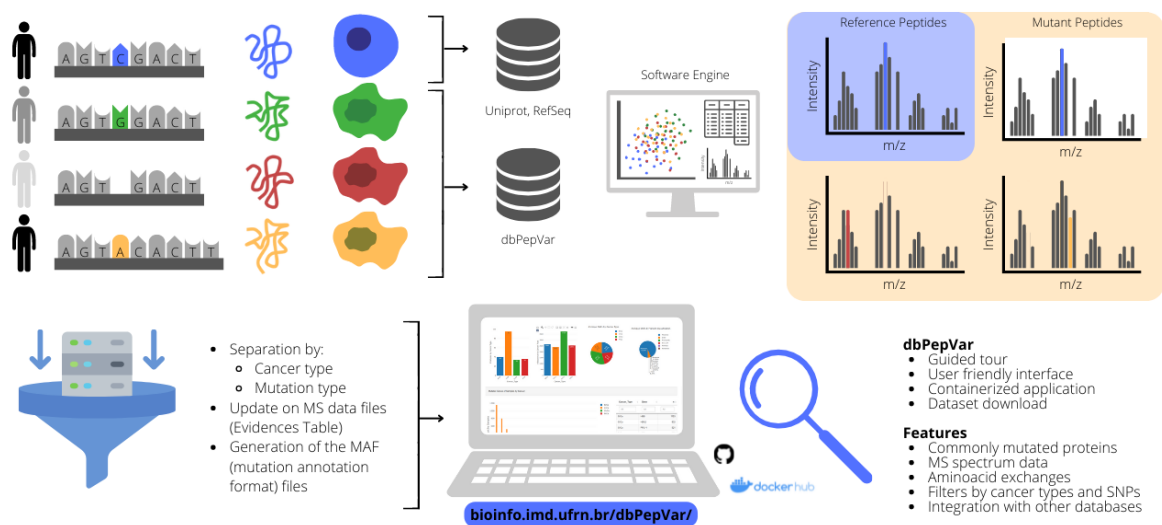 A G T C G A C T
Uniprot, RefSeq
A G T G G A C T
A G T G A C T
dbPepVar
A G T A C A C T T
Software Engine
Intensity
m/z
Reference Peptides
Mutant Peptides
Intensity
m/z
Intensity
m/z
Intensity
m/z
Intensity
m/z
• Separation by:
Cancer type
Mutation type
• Update on MS data files
(Evidences Table)
• Generation of the MAF
(mutation annotation
format) files
docker hub
bioinfo.imd.ufrn.br/dbPepVar/
dbPepVar
• Guided tour
• User friendly interface
• Containerized application
• Dataset download
Features
• Commonly mutated proteins
• MS spectrum data
• Aminoacid exchanges
• Filters by cancer types and SNPs
• Integration with other databases